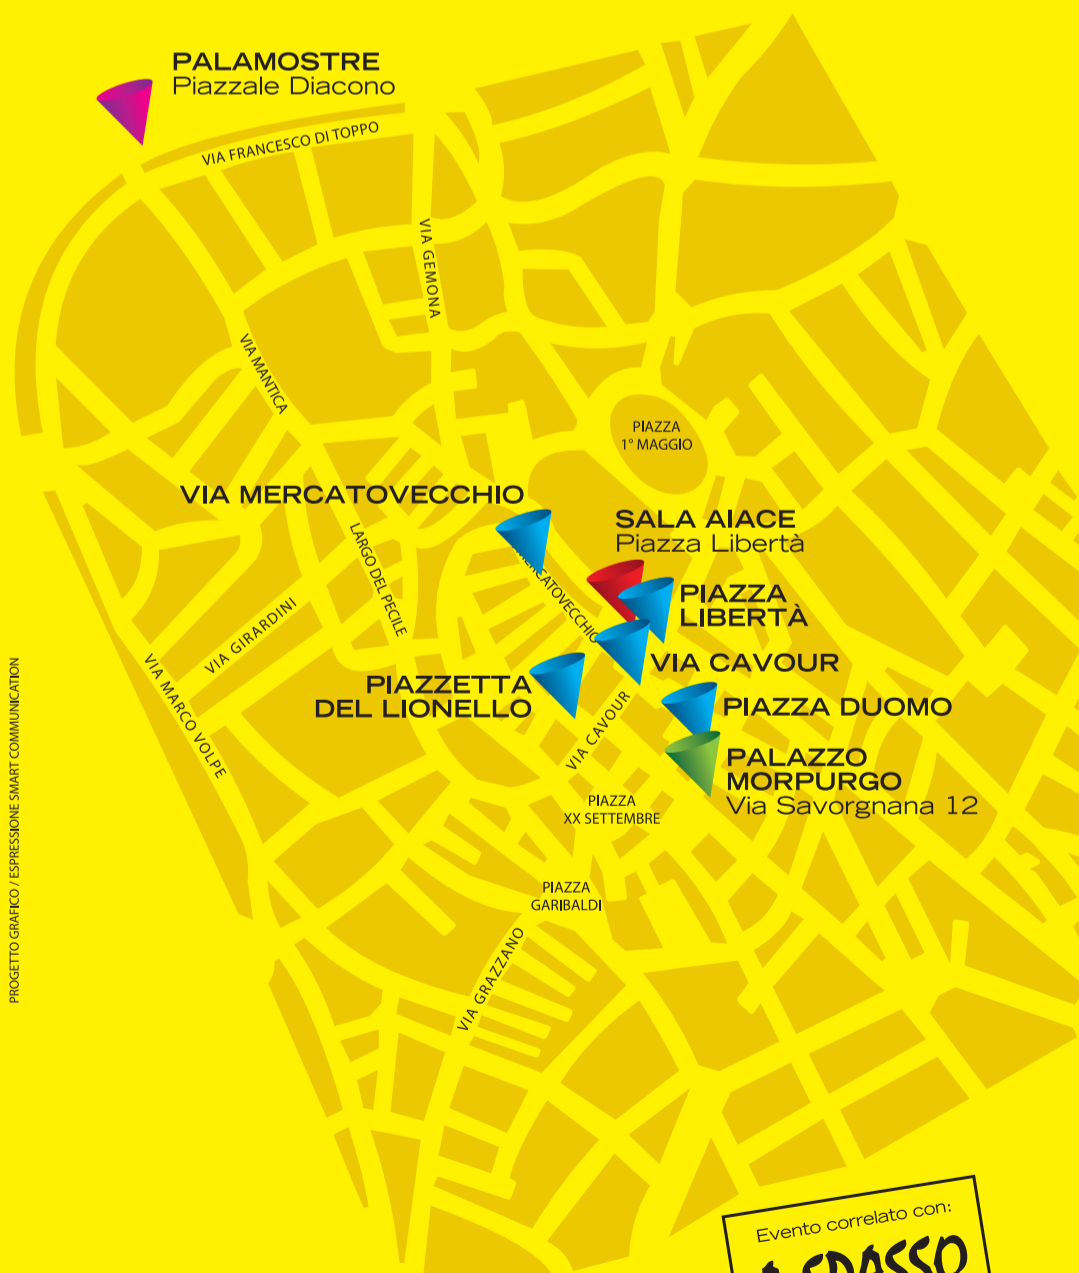 PALAMOSTRE
Piazzale Diacono
VIA FRANCESCO DI TOPPO
VIA GEMONA
VIA MANTICA
PIAZZA
1° MAGGIO
VIA MERCATOVECCHIO
SALA AIACE
Piazza Libertà
LARGO DEL PECILE
MERCATOVECCHIO
PIAZZA
LIBERTÀ
VIA GIRARDINI
VIA CAVOUR
VIA MARCO VOLPE
PIAZZETTA
DEL LIONELLO
VIA CAVOUR
PIAZZA DUOMO
PALAZZO
MORPURGO
Via Savorgnana 12
PIAZZA
XX SETTEMBRE
PIAZZA
GARIBALDI
VIA GRAZZANO
PROGETTO GRAFICO / ESPRESSIONE SMART COMMUNICATION
Evento correlato con:
A SPASSO